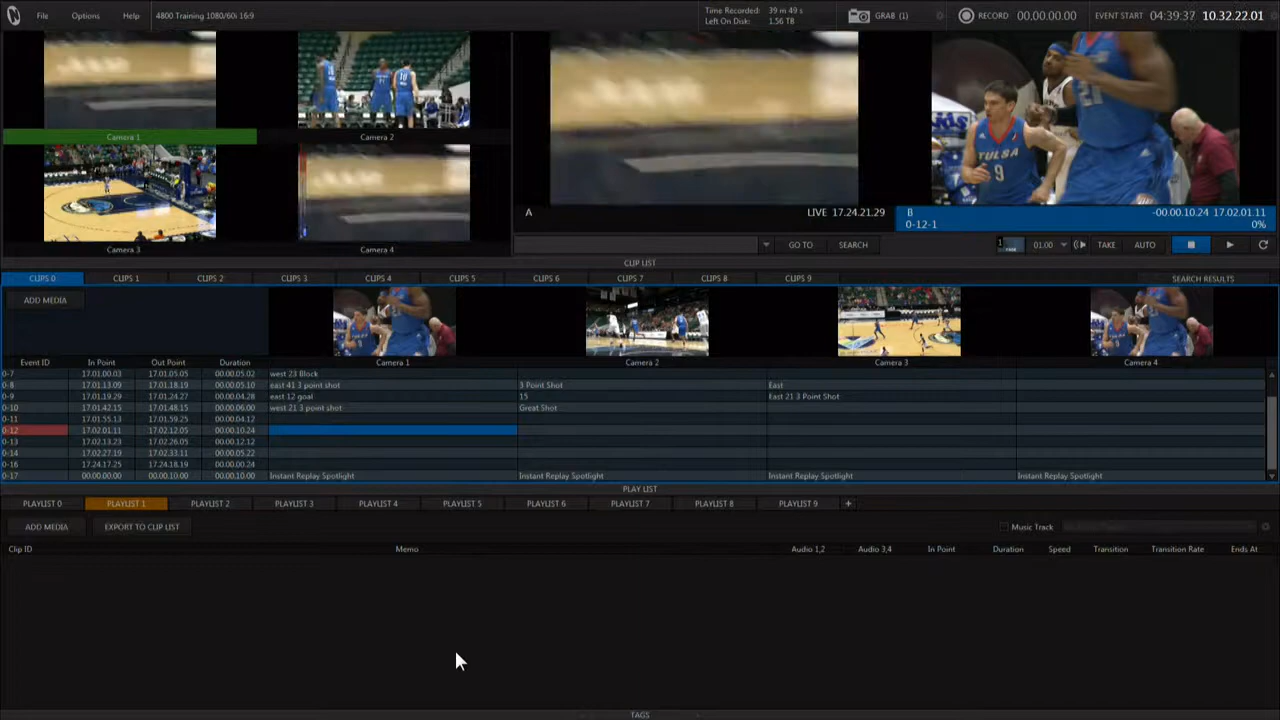 File Options Help 4800 Training 1080/60i 16:9 Time Recorded: 39 m 49 s GRAB (1) RECORD 00.00.00.00 EVENT START 04:39:37 10.32.22.01
Left On Disk: 1.56 TB
Camera 1 Camera 2
Camera 3 Camera 4
TULSA
9
21
A LIVE 17.24.21.29 B -00.00.10.24 17.02.01.11
0-12-1 0%
GO TO SEARCH 01.00 TAKE AUTO
CLIP LIST
CLIPS 0 CLIPS 1 CLIPS 2 CLIPS 3 CLIPS 4 CLIPS 5 CLIPS 6 CLIPS 7 CLIPS 8 CLIPS 9 SEARCH RESULTS
ADD MEDIA
Event ID In Point Out Point Duration Camera 1 Camera 2 Camera 3 Camera 4
0-7 17.01.00.03 17.01.05.05 00.00.05.02 west 23 Block
0-8 17.01.13.09 17.01.18.19 00.00.05.10 east 41 3 point shot 3 Point Shot East
0-9 17.01.19.29 17.01.24.27 00.00.04.28 east 12 goal 15 East 21 3 Point Shot
0-10 17.01.42.15 17.01.48.15 00.00.06.00 west 21 3 point shot Great Shot
0-11 17.01.55.13 17.01.59.25 00.00.04.12
0-12 17.02.01.11 17.02.12.05 00.00.10.24
0-13 17.02.13.23 17.02.26.05 00.00.12.12
0-14 17.02.27.19 17.02.33.11 00.00.05.22
0-16 17.24.17.25 17.24.18.19 00.00.00.24
0-17 00.00.00.00 00.00.10.00 00.00.10.00 Instant Replay Spotlight Instant Replay Spotlight Instant Replay Spotlight Instant Replay Spotlight
PLAY LIST
PLAYLIST 0 PLAYLIST 1 PLAYLIST 2 PLAYLIST 3 PLAYLIST 4 PLAYLIST 5 PLAYLIST 6 PLAYLIST 7 PLAYLIST 8 PLAYLIST 9 +
ADD MEDIA EXPORT TO CLIP LIST Music Track
Clip ID Memo Audio 1,2 Audio 3,4 In Point Duration Speed Transition Transition Rate Ends At
TAGS